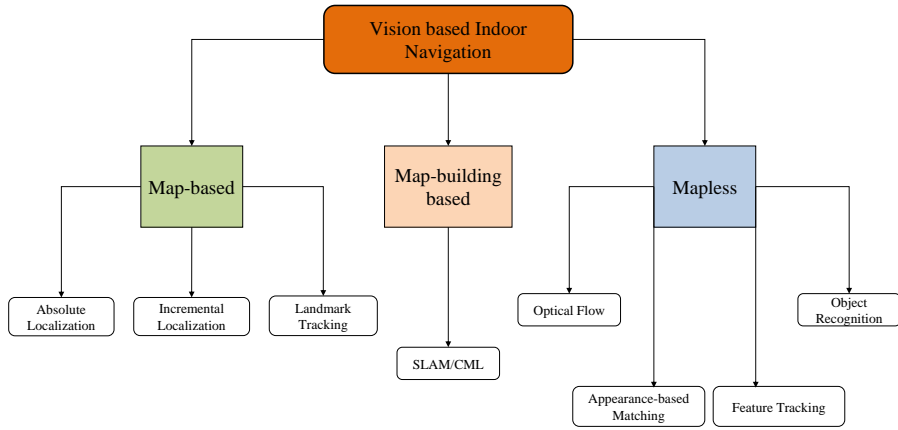 Vision based Indoor
Navigation
Map-based
Map-building
based
Mapless
Absolute
Localization
Incremental
Localization
Landmark
Tracking
SLAM/CML
Optical Flow
Object
Recognition
Appearance-based
Matching
Feature Tracking